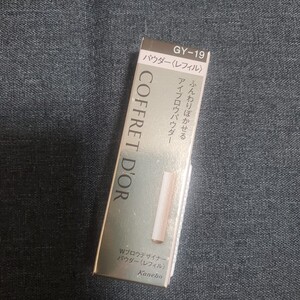 GY-19
パウダー(レフィル)
ふんわりぼかせる
アイブロウパウダー
COFFRET D'OR
Wブロウデザイナー
パウダー(レフィル)
Kanebo